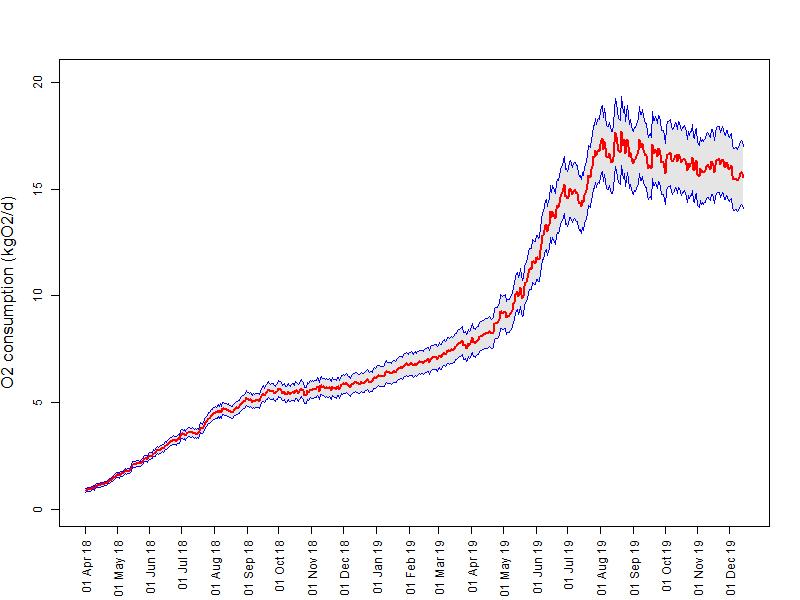 O2 consumption (kgO2/d)
20
15
10
5
0
01 Apr 18
01 May 18
01 Jun 18
01 Jul 18
01 Aug 18
01 Sep 18
01 Oct 18
01 Nov 18
01 Dec 18
01 Jan 19
01 Feb 19
01 Mar 19
01 Apr 19
01 May 19
01 Jun 19
01 Jul 19
01 Aug 19
01 Sep 19
01 Oct 19
01 Nov 19
01 Dec 19